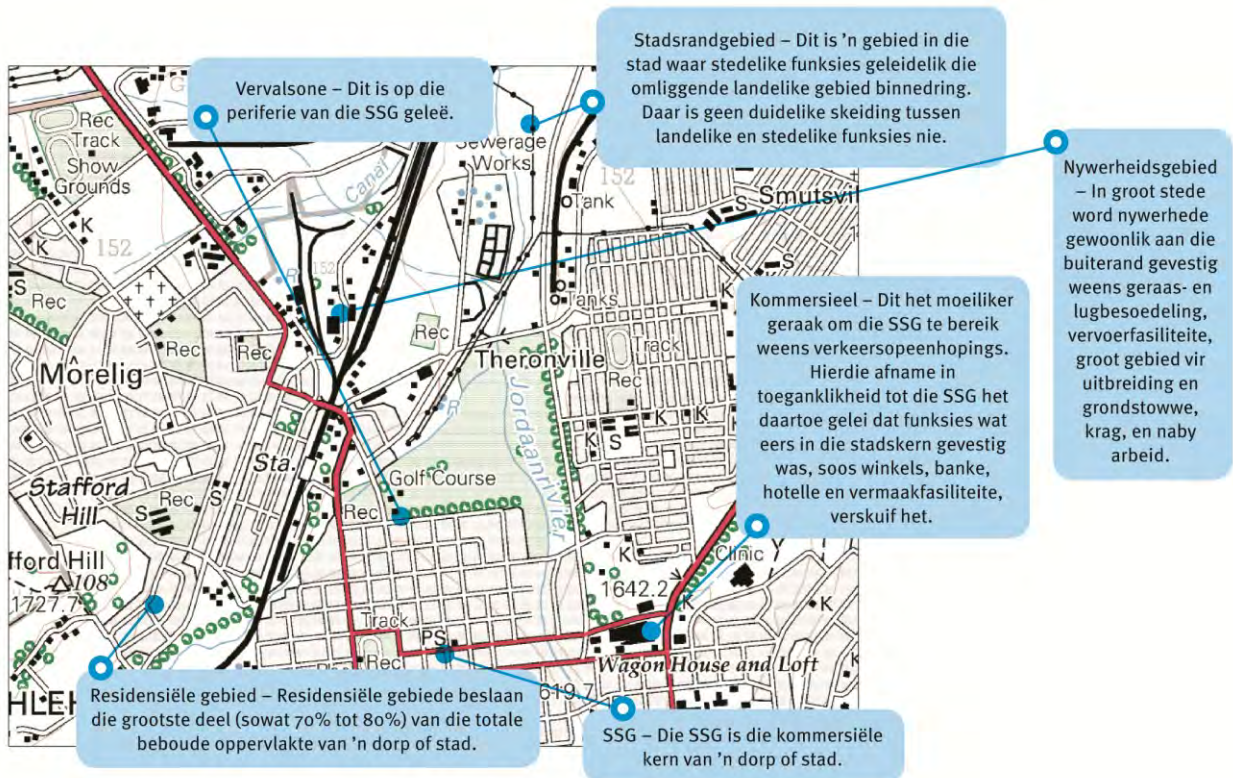 Vervalsone – Dit is op die
periferie van die SSG geleë.
Stadsrandgebied – Dit is ’n gebied in die
stad waar stedelike funksies geleidelik die
omliggende landelike gebied binnedring.
Daar is geen duidelike skeiding tussen
landelike en stedelike funksies nie.
Nywerheidsgebied
– In groot stede
word nywerhede
gewoonlik aan die
buiterand gevestig
weens geraas- en
lugbesoedeling,
vervoerfasiliteite,
groot gebied vir
uitbreiding en
grondstowwe,
krag, en naby
arbeid.
Kommersieel – Dit het moeiliker
geraak om die SSG te bereik
weens verkeersopeenhopings.
Hierdie afname in
toeganklikheid tot die SSG het
daartoe gelei dat funksies wat
eers in die stadskern gevestig
was, soos winkels, banke,
hotelle en vermaakfasiliteite,
verskuif het.
Residensiële gebied – Residensiële gebiede beslaan
die grootste deel (sowat 70% tot 80%) van die totale
beboude oppervlakte van ’n dorp of stad.
SSG – Die SSG is die kommersiële
kern van ’n dorp of stad.
Rec
Track
Show
Grounds
K
K
152
S
Rec
Rec
Rec
Môrelig
Canary
Sewerage
Works
Tank
Tanks
152
152
Smutsvil
S
S
Rec
Theronville
Track
Rec
R
R
Jordaanrivier
K
K
S
K
S
K
Sta.
Golf Course
Rec
Stafford
Hill
Rec
S
S
fford Hill
108
1727.7
Track
PS
Rec
K
1642.2
Clinic
K
K
K
Wagon House and Loft
619.7
HLEH